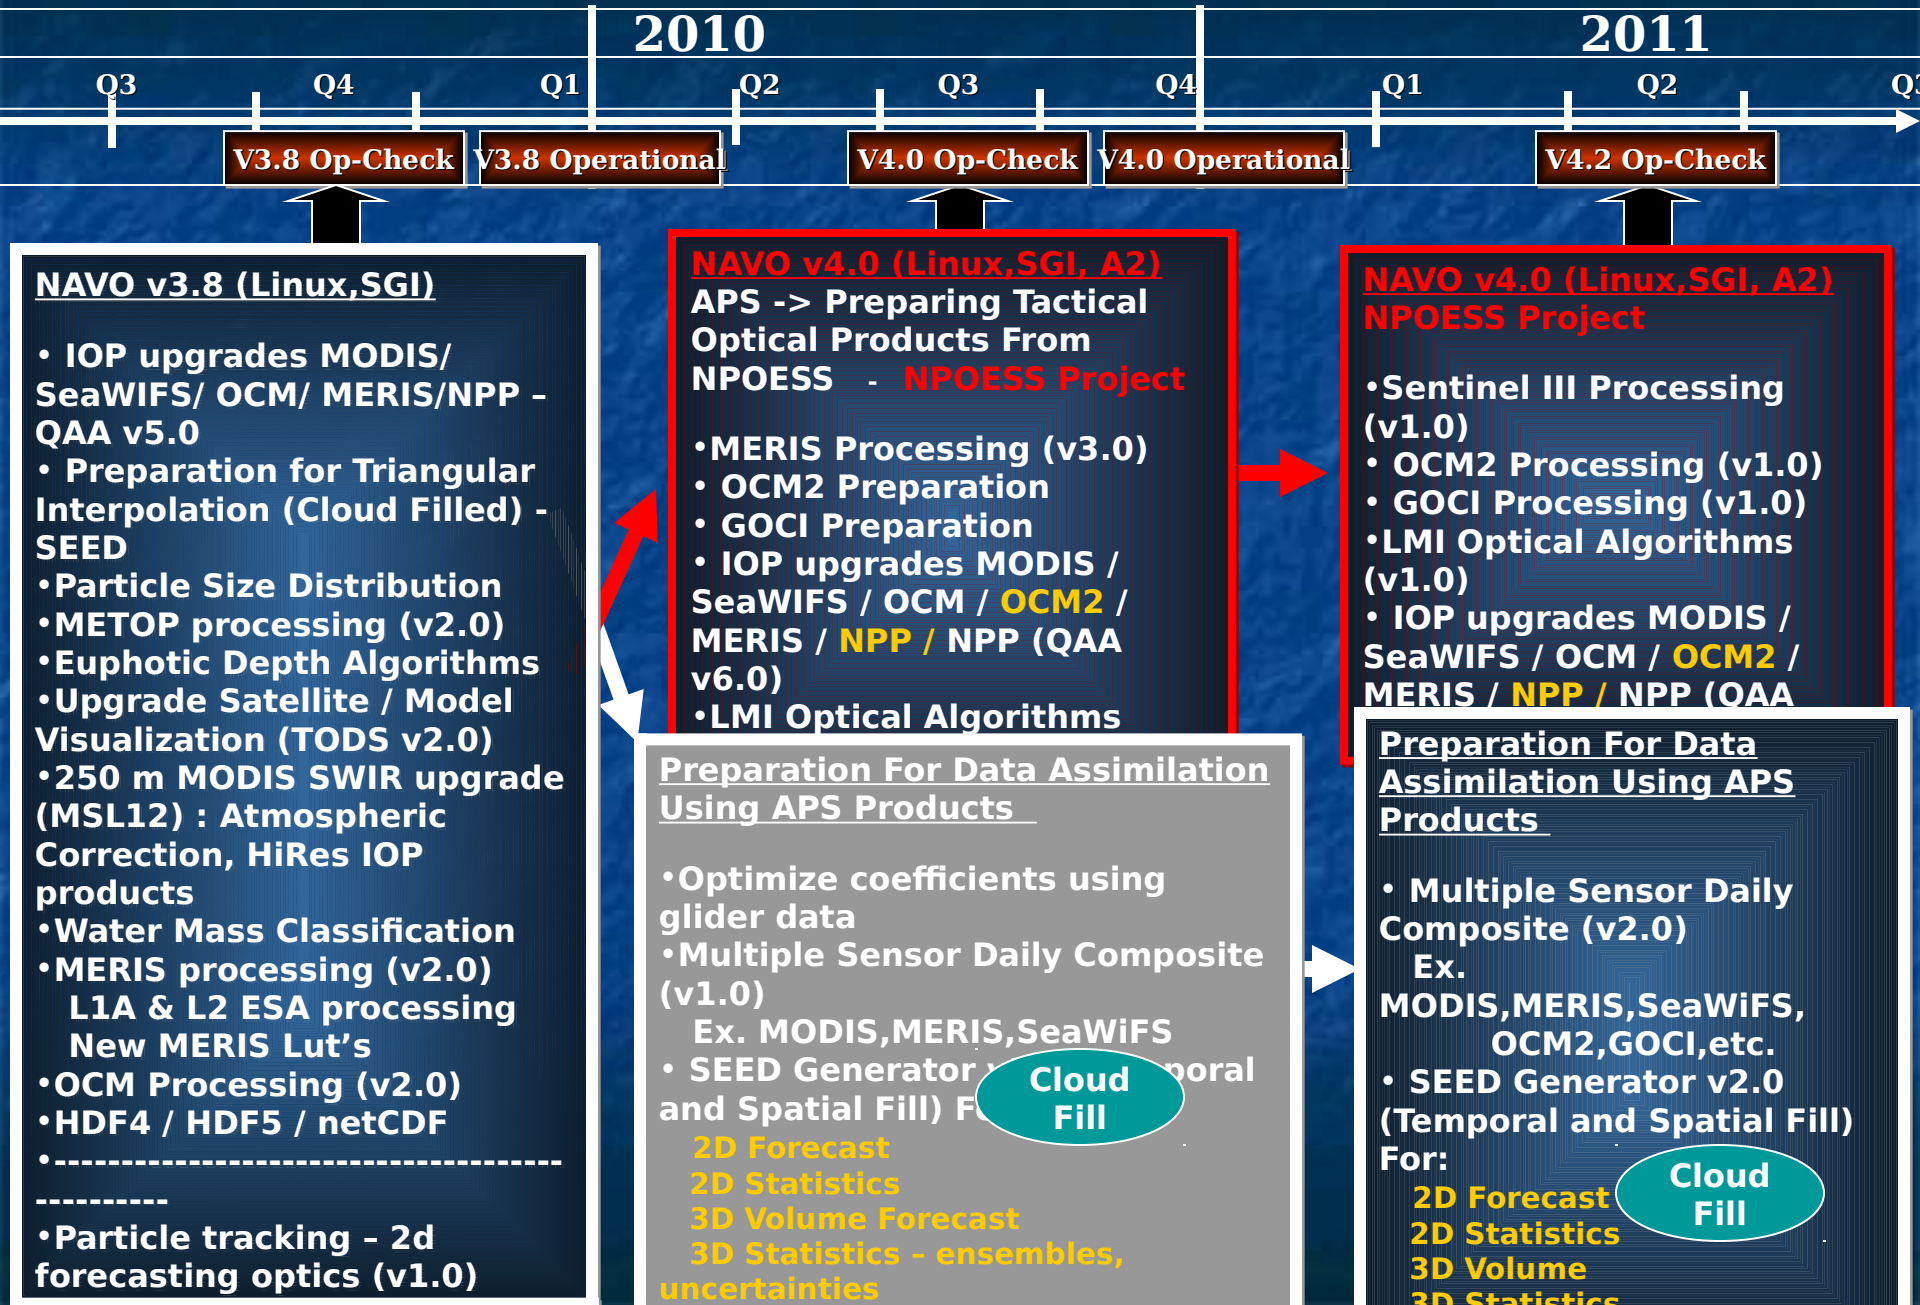 2010
2011
Q3
Q4
Q1
Q2
Q3
Q4
Q1
Q2
V3.8 Op-Check
V3.8 Operational
V4.0 Op-Check
V4.0 Operational
V4.2 Op-Check
NAVO v3.8 (Linux,SGI)
• IOP upgrades MODIS/
SeaWIFS/ OCM/ MERIS/NPP –
QAA v5.0
• Preparation for Triangular
Interpolation (Cloud Filled) -
SEED
•Particle Size Distribution
•METOP processing (v2.0)
•Euphotic Depth Algorithms
•Upgrade Satellite / Model
Visualization (TODS v2.0)
•250 m MODIS SWIR upgrade
(MSL12) : Atmospheric
Correction, HiRes IOP
products
•Water Mass Classification
•MERIS processing (v2.0)
L1A & L2 ESA processing
New MERIS Lut’s
•OCM Processing (v2.0)
•HDF4 / HDF5 / netCDF
•--------------------------------------
----------
•Particle tracking – 2d
forecasting optics (v1.0)
NAVO v4.0 (Linux,SGI, A2)
APS -> Preparing Tactical
Optical Products From
NPOESS - NPOESS Project
•MERIS Processing (v3.0)
• OCM2 Preparation
• GOCI Preparation
• IOP upgrades MODIS /
SeaWIFS / OCM / OCM2 /
MERIS / NPP / NPP (QAA
v6.0)
•LMI Optical Algorithms
Preparation For Data Assimilation
Using APS Products
•Optimize coefficients using
glider data
•Multiple Sensor Daily Composite
(v1.0)
Ex. MODIS,MERIS,SeaWiFS
• SEED Generator
and Spatial Fill)
Cloud
Fill
2D Forecast
2D Statistics
3D Volume Forecast
3D Statistics – ensembles,
uncertainties
NAVO v4.0 (Linux,SGI, A2)
NPOESS Project
•Sentinel III Processing
(v1.0)
• OCM2 Processing (v1.0)
• GOCI Processing (v1.0)
•LMI Optical Algorithms
(v1.0)
• IOP upgrades MODIS /
SeaWIFS / OCM / OCM2 /
MERIS / NPP / NPP (QAA
Preparation For Data
Assimilation Using APS
Products
• Multiple Sensor Daily
Composite (v2.0)
Ex.
MODIS,MERIS,SeaWiFS,
OCM2,GOCI,etc.
• SEED Generator v2.0
(Temporal and Spatial Fill)
For:
Cloud
Fill
2D Forecast
2D Statistics
3D Volume
3D Statistics